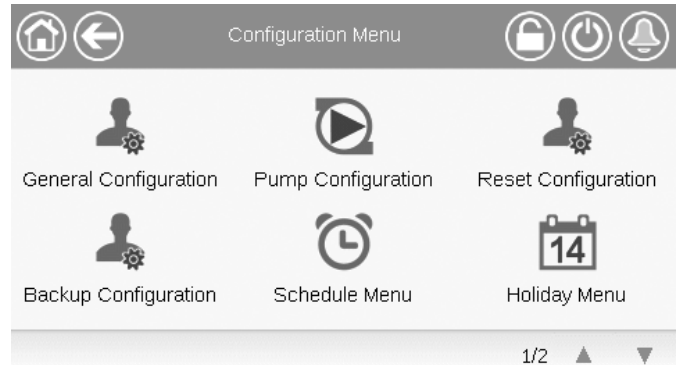 Configuration Menu
General Configuration Pump Configuration Reset Configuration
14
Backup Configuration Schedule Menu Holiday Menu
1/2